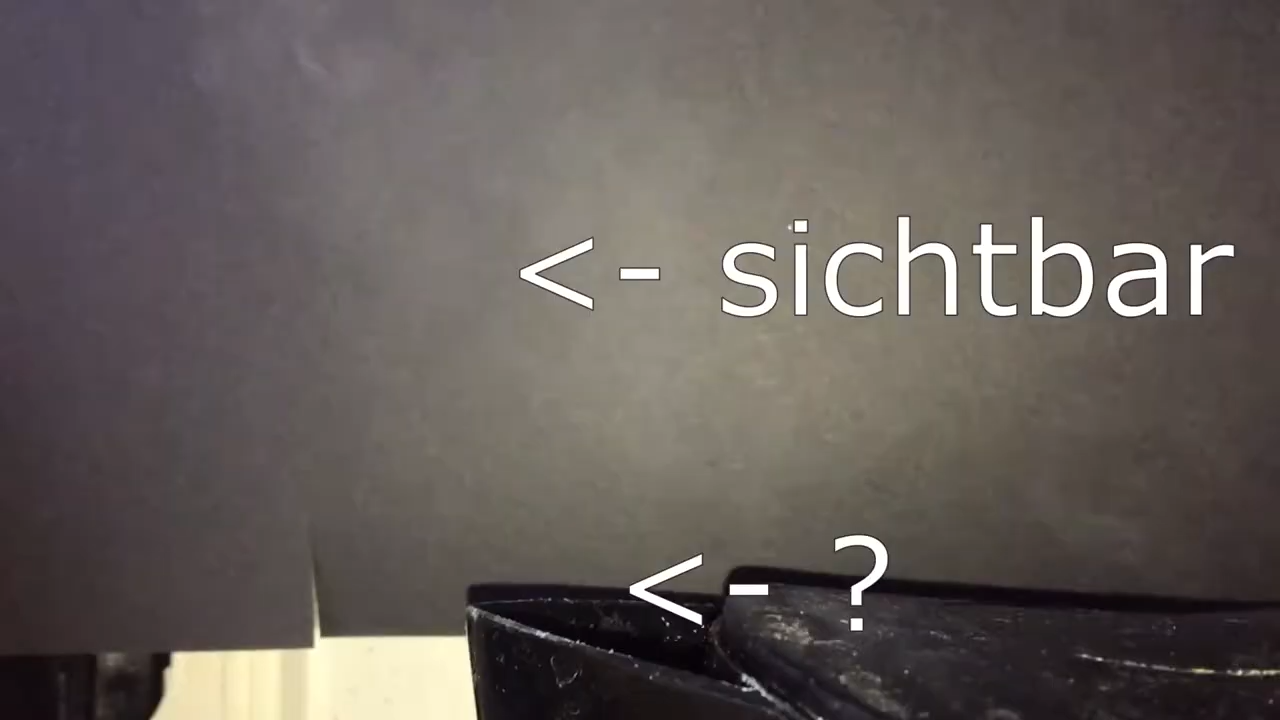 <- sichtbar
<- ?